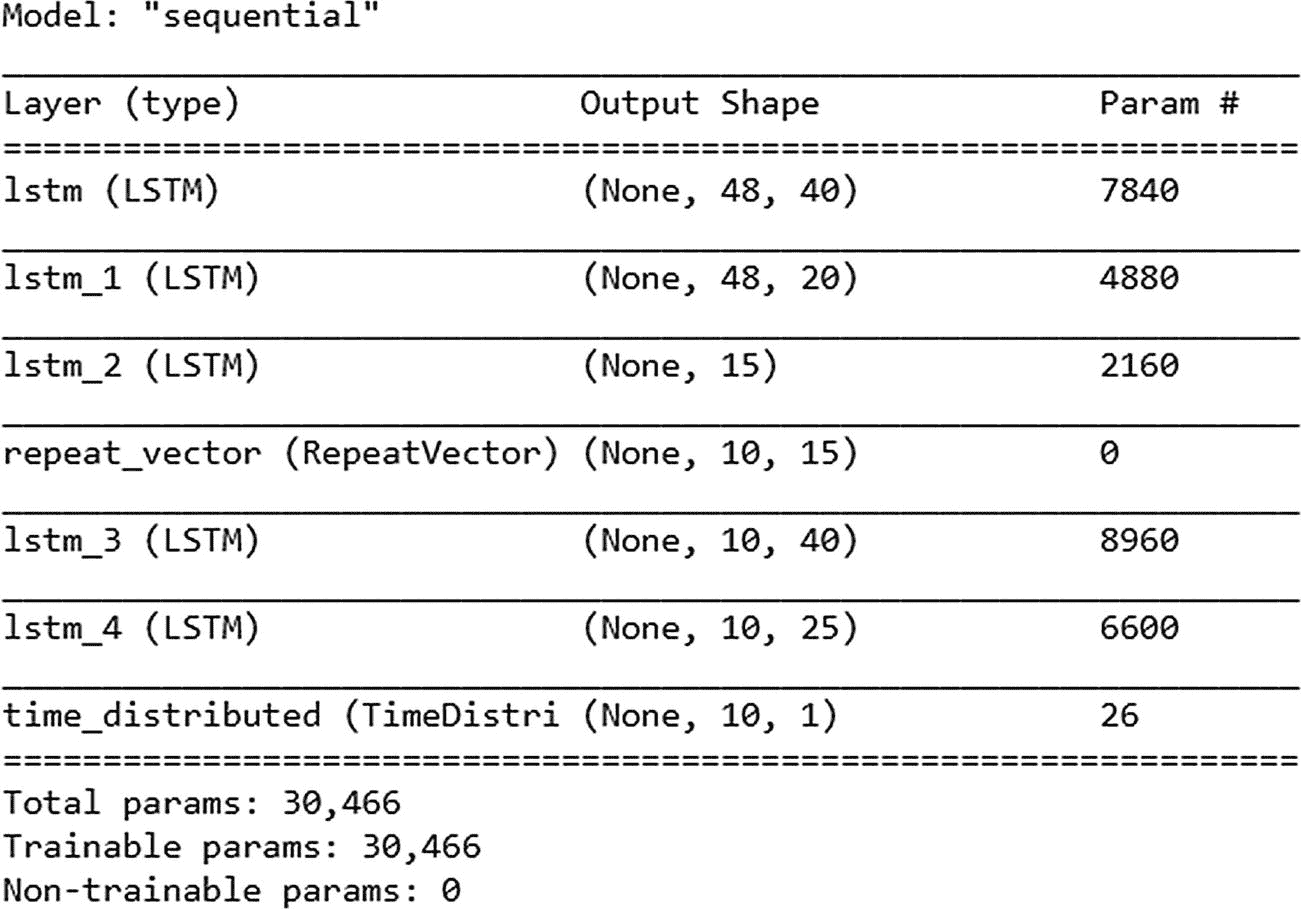 Model: "sequential"
Layer (type) Output Shape Param #
=================================================================
lstm (LSTM) (None, 48, 40) 7840
lstm_1 (LSTM) (None, 48, 20) 4880
lstm_2 (LSTM) (None, 15) 2160
repeat_vector (RepeatVector) (None, 10, 15) 0
lstm_3 (LSTM) (None, 10, 40) 8960
lstm_4 (LSTM) (None, 10, 25) 6600
time_distributed (TimeDistri (None, 10, 1) 26
=================================================================
Total params: 30,466
Trainable params: 30,466
Non-trainable params: 0